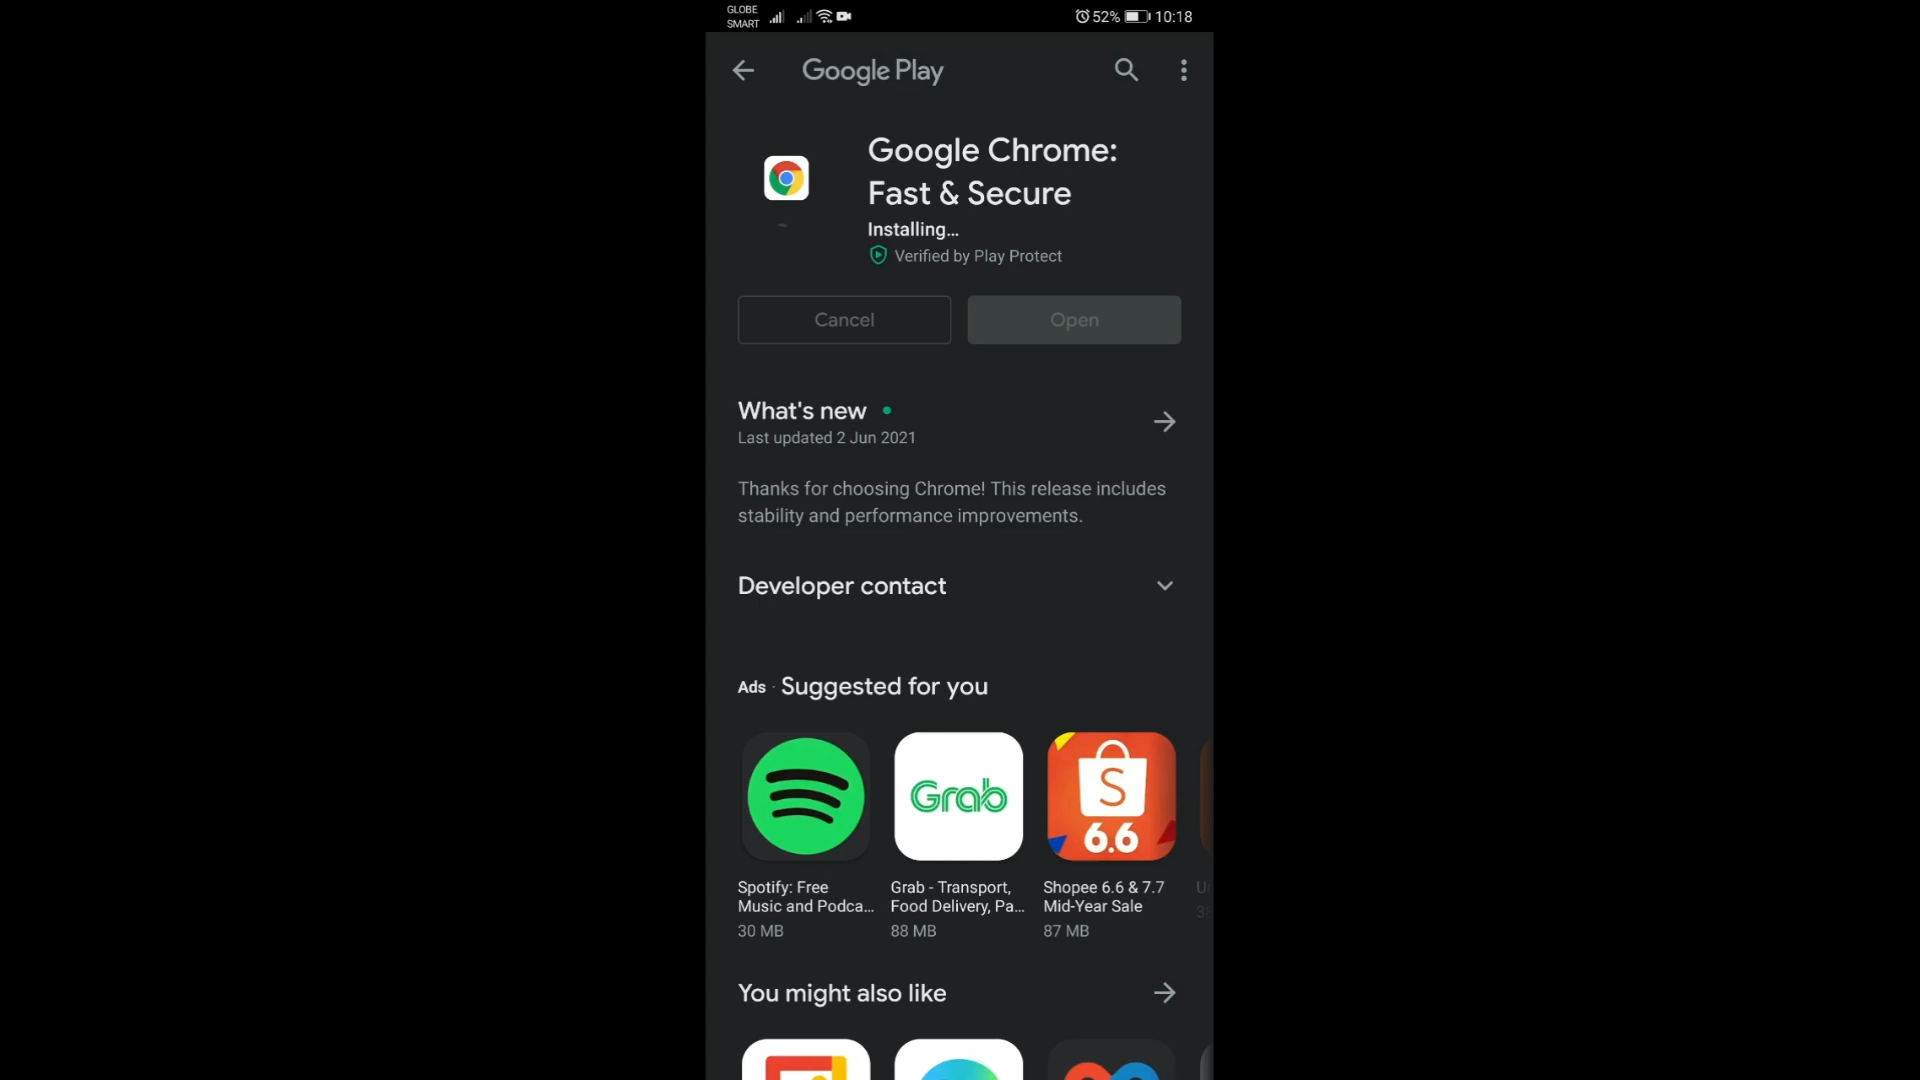 GLOBE
SMART
52% 10:18
Google Play
Google Chrome:
Fast & Secure
Installing...
Verified by Play Protect
Cancel
Open
What's new
Last updated 2 Jun 2021
Thanks for choosing Chrome! This release includes
stability and performance improvements.
Developer contact
Ads · Suggested for you
Grab
S
6.6
Spotify: Free
Music and Podca...
30 MB
Grab - Transport,
Food Delivery, Pa...
88 MB
Shopee 6.6 & 7.7
Mid-Year Sale
87 MB
You might also like